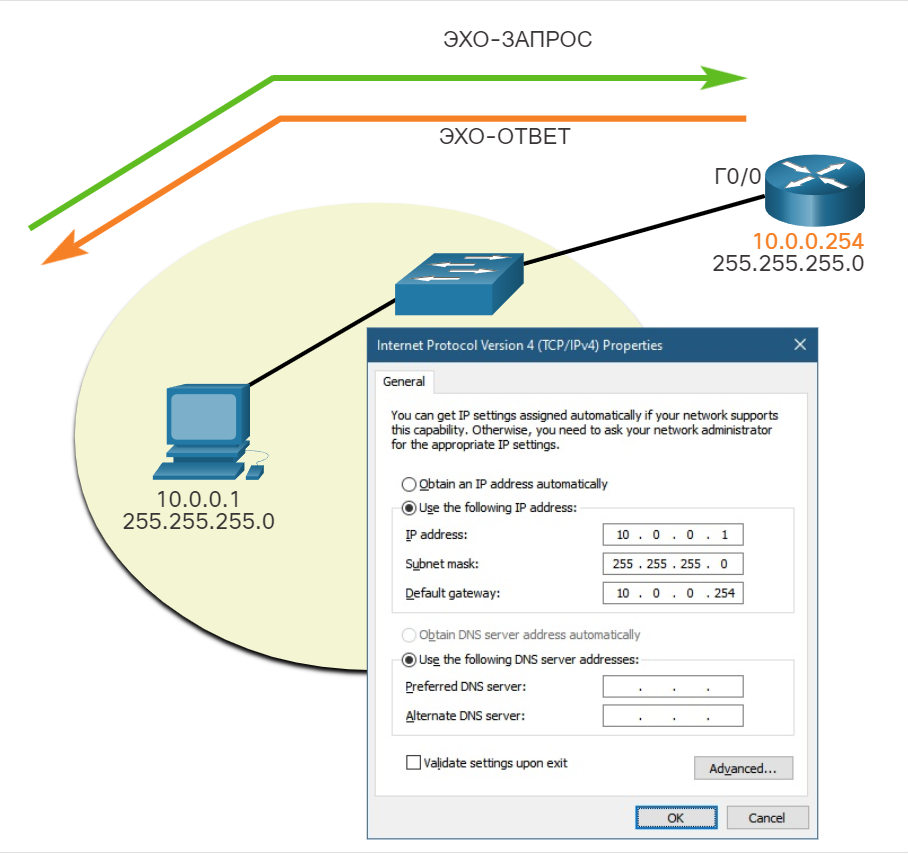 ЭХО-ЗАПРОС
ЭХО-ОТВЕТ
Г0/0
10.0.0.254
255.255.255.0
10.0.0.1
255.255.255.0
Internet Protocol Version 4 (TCP/IPv4) Properties
General
You can get IP settings assigned automatically if your network supports
this capability. Otherwise, you need to ask your network administrator
for the appropriate IP settings.
Obtain an IP address automatically
Use the following IP address:
IP address: 10 . 0 . 0 . 1
Subnet mask: 255 . 255 . 255 . 0
Default gateway: 10 . 0 . 0 . 254
Obtain DNS server address automatically
Use the following DNS server addresses:
Preferred DNS server: . . .
Alternate DNS server: . . .
Validate settings upon exit
Advanced...
OK Cancel